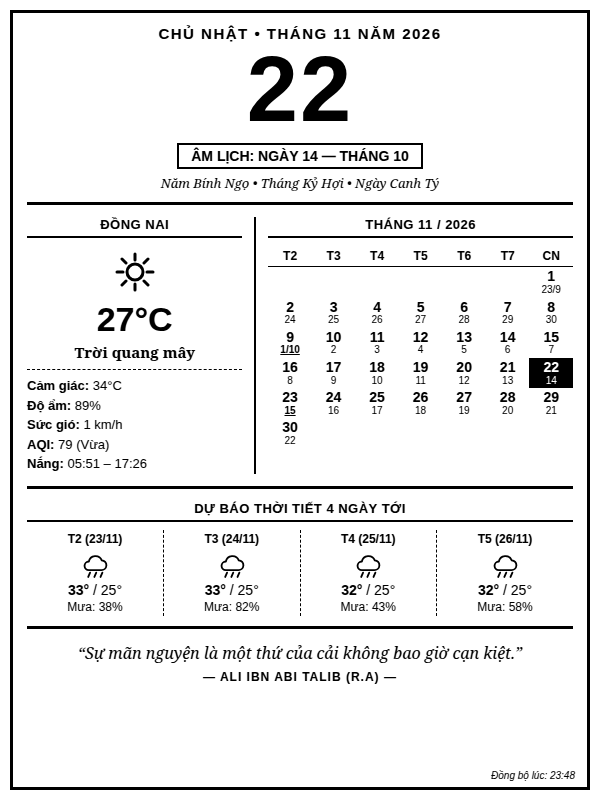 CHỦ NHẬT • THÁNG 11 NĂM 2026
22
ÂM LỊCH: NGÀY 14 — THÁNG 10
Năm Bính Ngọ • Tháng Kỷ Hợi • Ngày Canh Tý
ĐỒNG NAI
27°C
Trời quang mây
Cảm giác: 34°C
Độ ẩm: 89%
Sức gió: 1 km/h
AQI: 79 (Vừa)
Nắng: 05:51 – 17:26
THÁNG 11 / 2026
T2 T3 T4 T5 T6 T7 CN
1
23/9
2 3 4 5 6 7 8
24 25 26 27 28 29 30
9 10 11 12 13 14 15
1/10 2 3 4 5 6 7
16 17 18 19 20 21 22
8 9 10 11 12 13 14
23 24 25 26 27 28 29
15 16 17 18 19 20 21
30
22
DỰ BÁO THỜI TIẾT 4 NGÀY TỚI
T2 (23/11) T3 (24/11) T4 (25/11) T5 (26/11)
33° / 25° 33° / 25° 32° / 25° 32° / 25°
Mưa: 38% Mưa: 82% Mưa: 43% Mưa: 58%
“Sự mãn nguyện là một thứ của cải không bao giờ cạn kiệt.”
— ALI IBN ABI TALIB (R.A) —
Đồng bộ lúc: 23:48